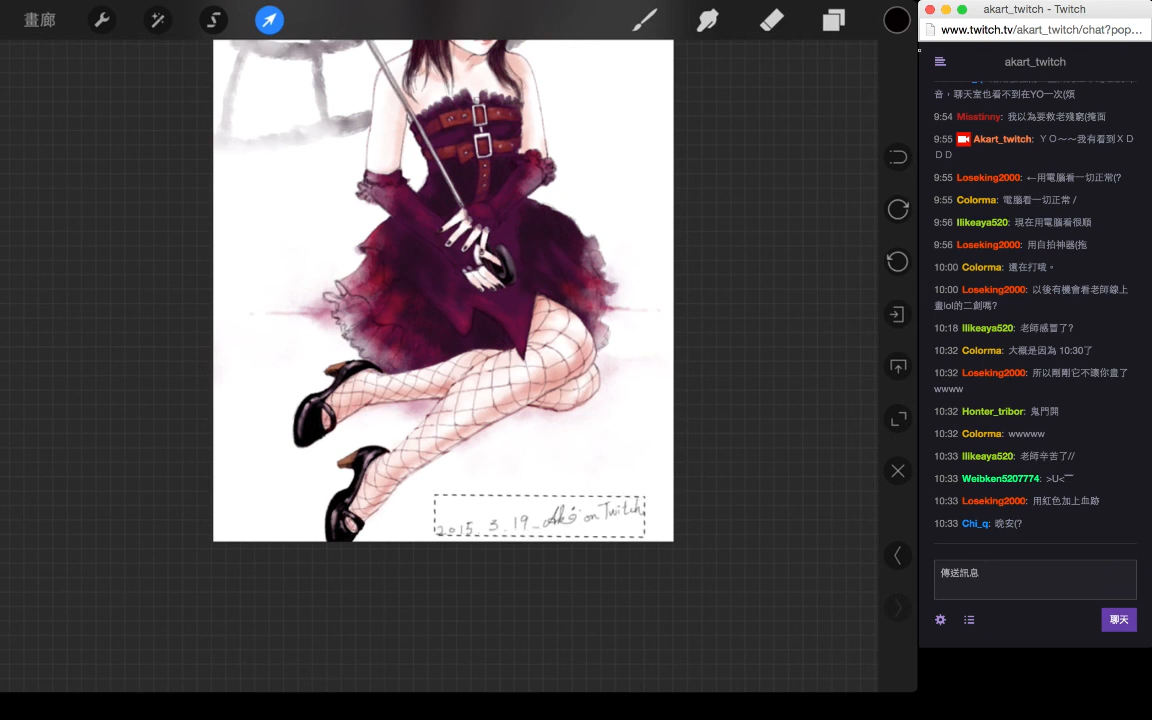 畫廊
2015.3.19_Ako on Twitch
akart_twitch - Twitch
www.twitch.tv/akart_twitch/chat?pop…
akart_twitch
音，聊天室也看不到在YO一次(煩
9:54 Misstinny: 我以為要救老殘窮(掩面
9:55 Akart_twitch: ＹＯ～～我有看到ＸＤ
ＤＤ
9:55 Loseking2000: ←用電腦看一切正常(?
9:55 Colorma: 電腦看一切正常 /
9:56 Ilikeaya520: 現在用電腦看很順
9:56 Loseking2000: 用自拍神器(抱
10:00 Colorma: 還在打哦。
10:00 Loseking2000: 以後有機會看老師線上
畫lol的二創嗎?
10:18 Ilikeaya520: 老師感冒了?
10:32 Colorma: 大概是因為 10:30了
10:32 Loseking2000: 所以剛剛它不讓你畫了
wwww
10:32 Honter_tribor: 鬼門開
10:32 Colorma: wwwww
10:33 Ilikeaya520: 老師辛苦了//
10:33 Weibken5207774: >U<￣
10:33 Loseking2000: 用紅色加上血跡
10:33 Chi_q: 晚安(?
傳送訊息
聊天